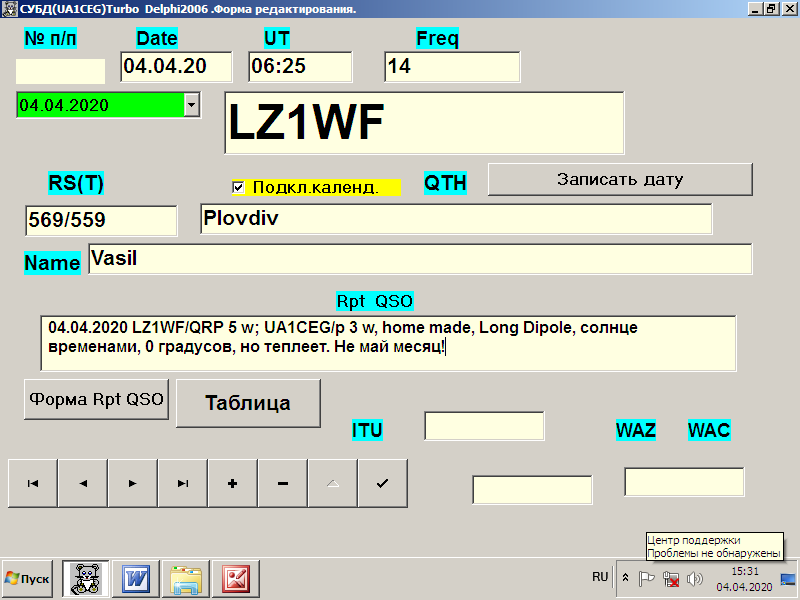 СУБД(UA1CEG)Turbo Delphi2006 .Форма редактирования.
№ п/п Date UT Freq
04.04.20 06:25 14
04.04.2020
LZ1WF
RS(T) Подкл.календ. QTH Записать дату
569/559 Plovdiv
Name Vasil
Rpt QSO
04.04.2020 LZ1WF/QRP 5 w; UA1CEG/p 3 w, home made, Long Dipole, солнце
временами, 0 градусов, но теплеет. Не май месяц!
Форма Rpt QSO Таблица
ITU WAZ WAC
Центр поддержки
Проблемы не обнаружены
Пуск RU 15:31
04.04.2020